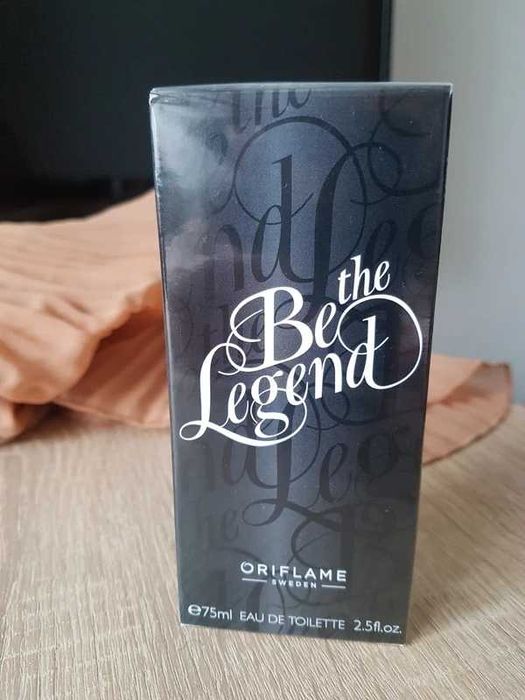 Be the
Legend
ORIFLAME
SWEDEN
℮75ml EAU DE TOILETTE 2.5fl.oz.